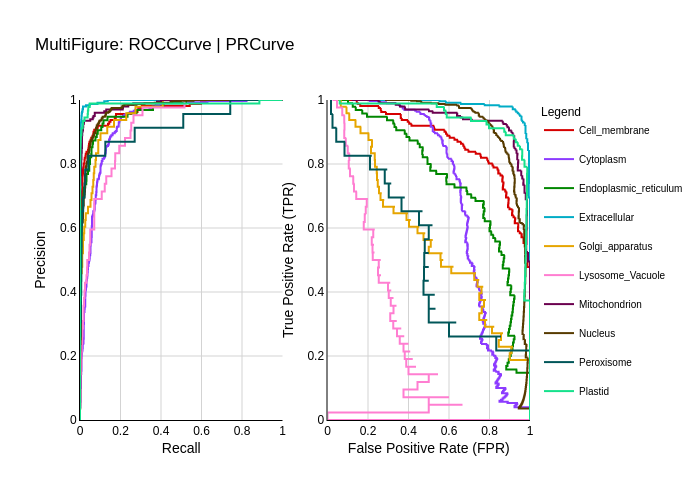 MultiFigure: ROCCurve | PRCurve
Precision
1
0.8
0.6
0.4
0.2
0
0 0.2 0.4 0.6 0.8 1
Recall
True Positive Rate (TPR)
1
0.8
0.6
0.4
0.2
0
0 0.2 0.4 0.6 0.8 1
False Positive Rate (FPR)
Legend
Cell_membrane
Cytoplasm
Endoplasmic_reticulum
Extracellular
Golgi_apparatus
Lysosome_Vacuole
Mitochondrion
Nucleus
Peroxisome
Plastid